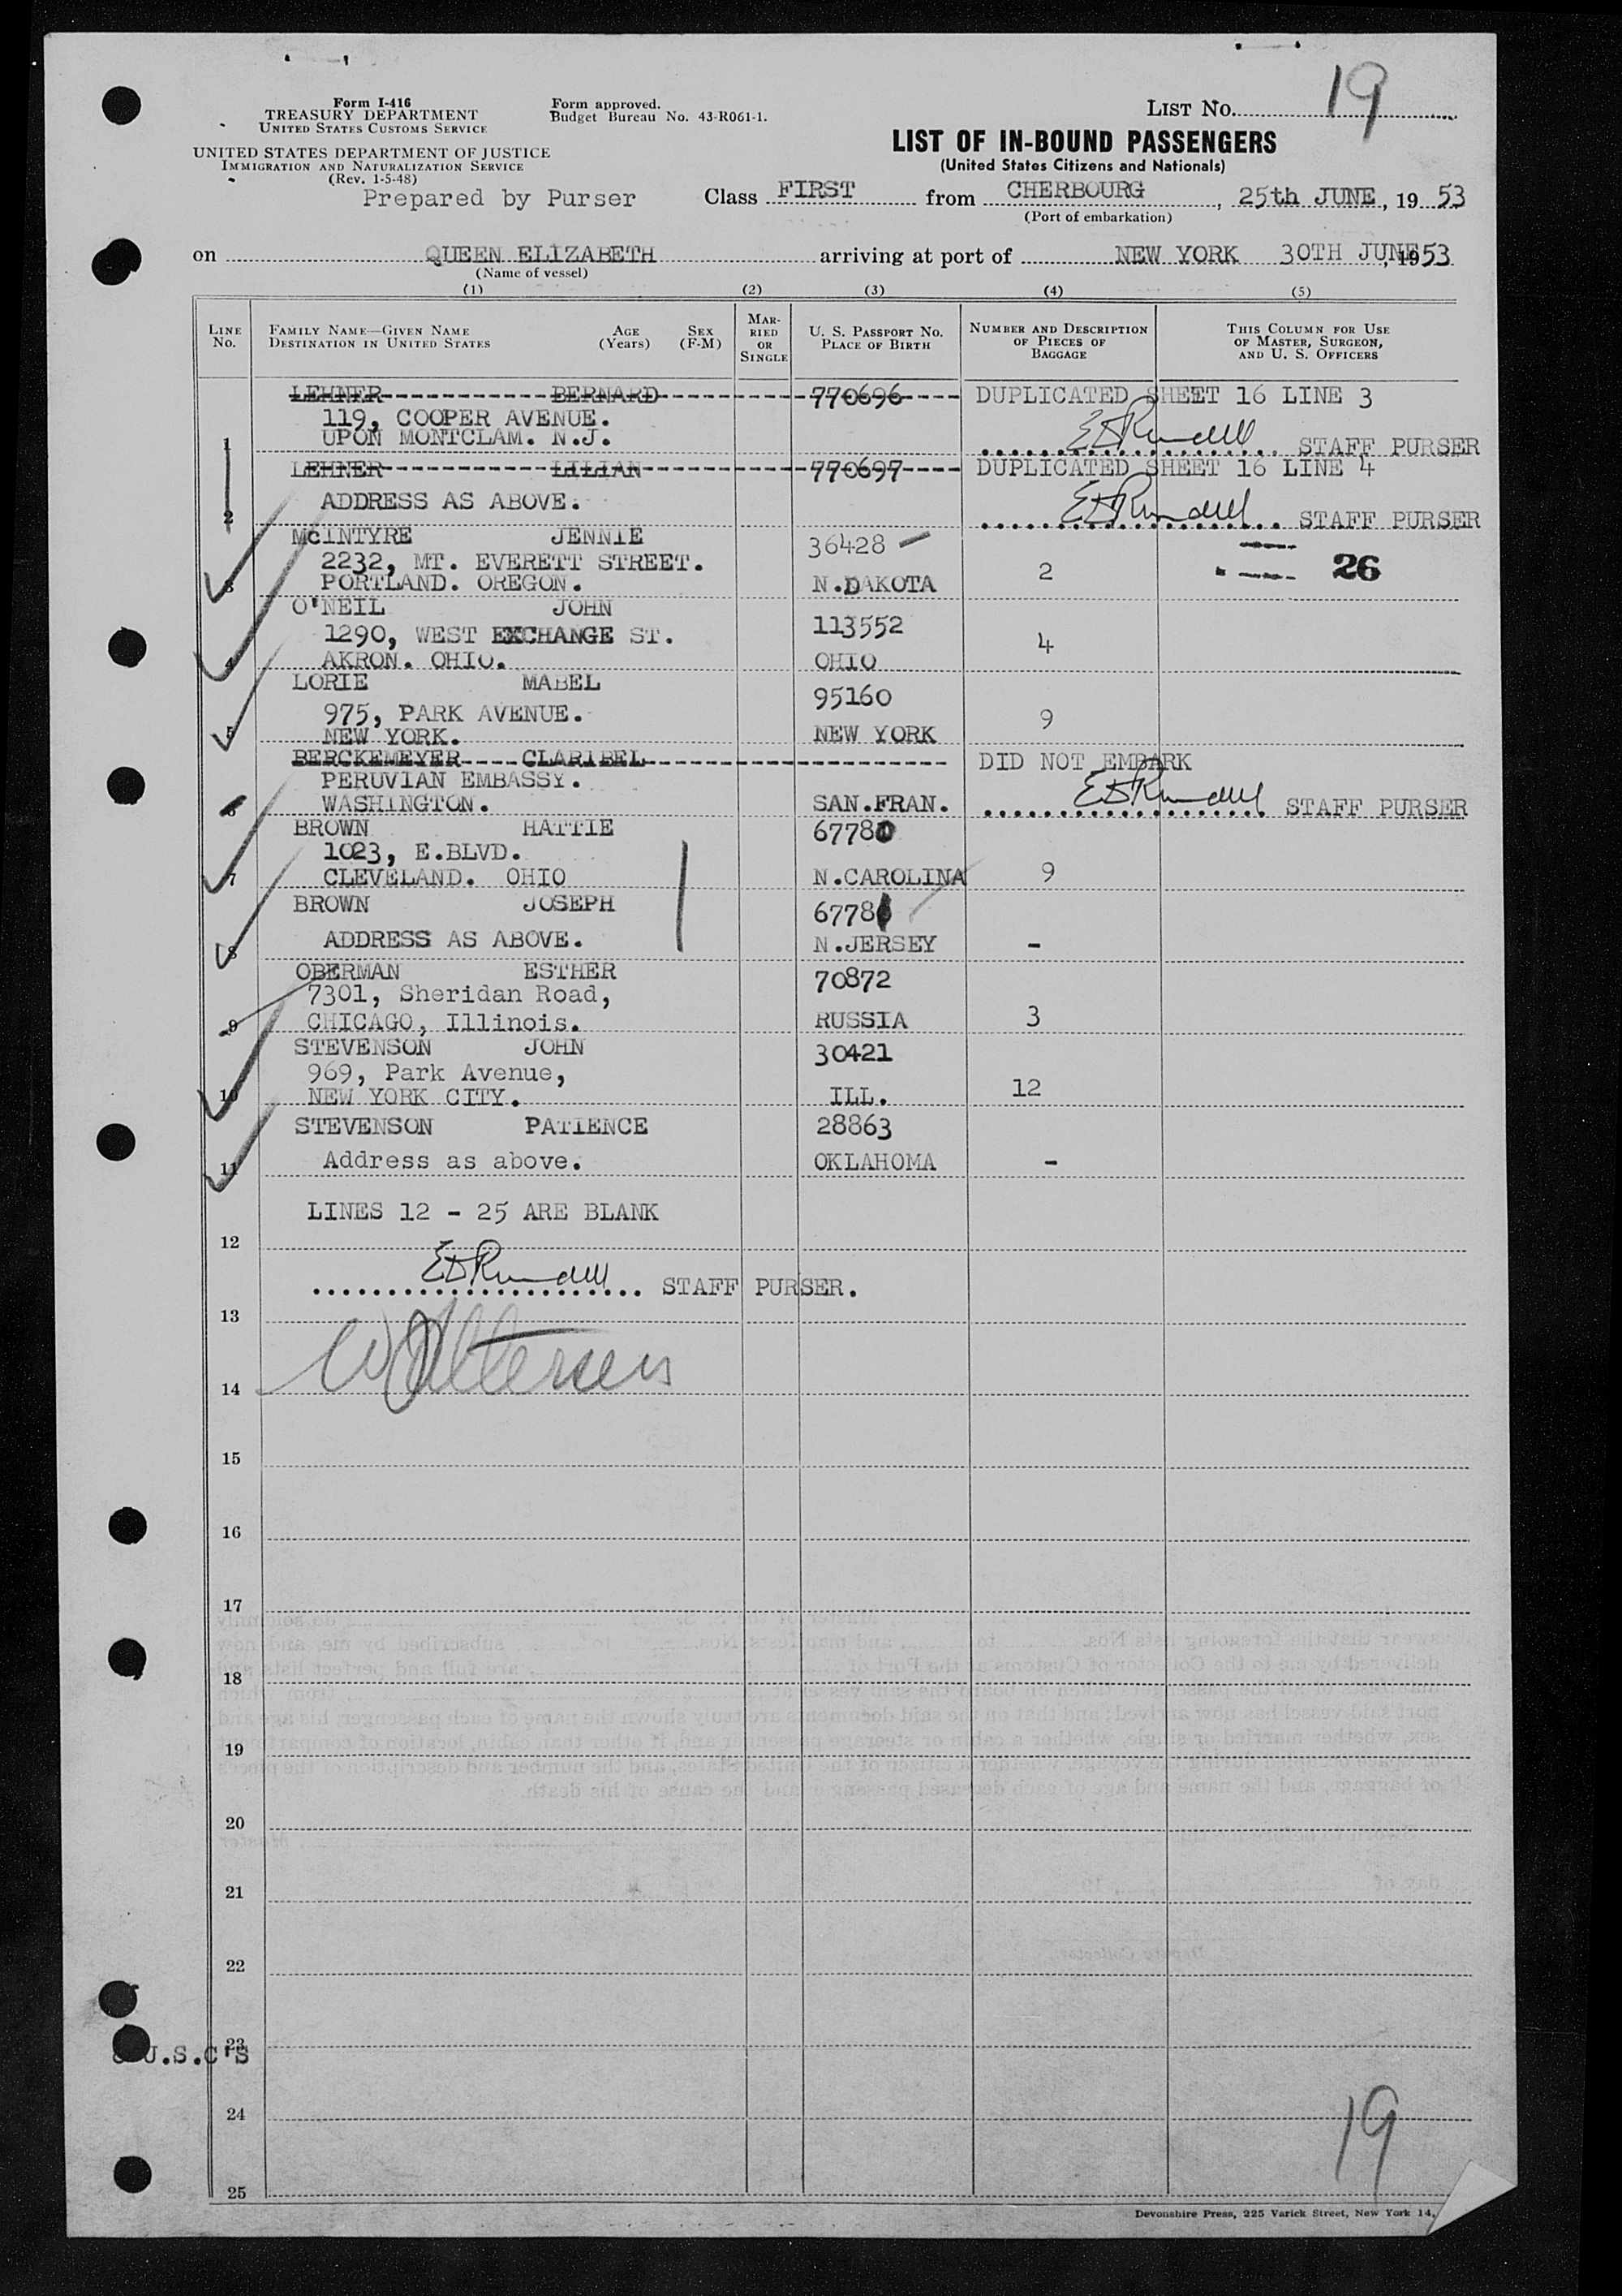 Form I-416
TREASURY DEPARTMENT
UNITED STATES CUSTOMS SERVICE
UNITED STATES DEPARTMENT OF JUSTICE
IMMIGRATION AND NATURALIZATION SERVICE
(Rev. 1-5-48)
Prepared by Purser
Form approved.
Budget Bureau No. 43-R061-1.
LIST NO. 19
LIST OF IN-BOUND PASSENGERS
(United States Citizens and Nationals)
Class FIRST from CHERBOURG, 25th JUNE, 19 53
(Port of embarkation)
on QUEEN ELIZABETH arriving at port of NEW YORK 30TH JUNE, 1953
(Name of vessel)
(1) (2) (3) (4) (5)
LINE NO. FAMILY NAME—GIVEN NAME DESTINATION IN UNITED STATES AGE (Years) SEX (F-M) MARRIED OR SINGLE U. S. PASSPORT NO. PLACE OF BIRTH NUMBER AND DESCRIPTION OF PIECES OF BAGGAGE THIS COLUMN FOR USE OF MASTER, SURGEON, AND U. S. OFFICERS
LEHNER BERNARD 770696 DUPLICATED SHEET 16 LINE 3
119, COOPER AVENUE.
1 UPON MONTCLAM. N.J. STAFF PURSER
LEHNER LILIAN 770697 DUPLICATED SHEET 16 LINE 4
2 ADDRESS AS ABOVE. STAFF PURSER
McINTYRE JENNIE 36428
2232, MT. EVERETT STREET. 2 26
3 PORTLAND. OREGON. N.DAKOTA
O'NEIL JOHN 113552
1290, WEST EXCHANGE ST. 4
4 AKRON. OHIO. OHIO
LORIE MABEL 95160
975, PARK AVENUE. 9
5 NEW YORK. NEW YORK
BERCKEMEYER CLARIBEL DID NOT EMBARK
PERUVIAN EMBASSY.
6 WASHINGTON. SAN.FRAN. STAFF PURSER
BROWN HATTIE 67780
1023, E.BLVD.
7 CLEVELAND. OHIO N.CAROLINA 9
BROWN JOSEPH 67781
8 ADDRESS AS ABOVE. N.JERSEY -
OBERMAN ESTHER 70872
7301, Sheridan Road,
9 CHICAGO, Illinois. RUSSIA 3
STEVENSON JOHN 30421
969, Park Avenue,
10 NEW YORK CITY. ILL. 12
STEVENSON PATIENCE 28863
11 Address as above. OKLAHOMA -
LINES 12 - 25 ARE BLANK
12
STAFF PURSER.
13
14
15
16
17
18
19
20
21
22
23
U.S.C'S
24
19
25
Devonshire Press, 225 Varick Street, New York 14,